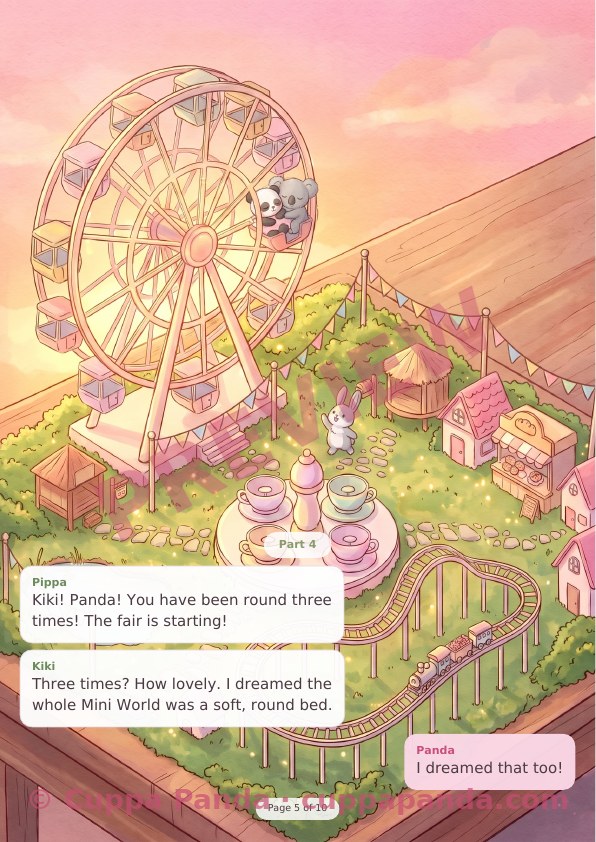 PREVIEW
Part 4
Pippa
Kiki! Panda! You have been round three
times! The fair is starting!
Kiki
Three times? How lovely. I dreamed the
whole Mini World was a soft, round bed.
Panda
I dreamed that too!
© Cuppa Panda · cuppapanda.com
Page 5 of 10